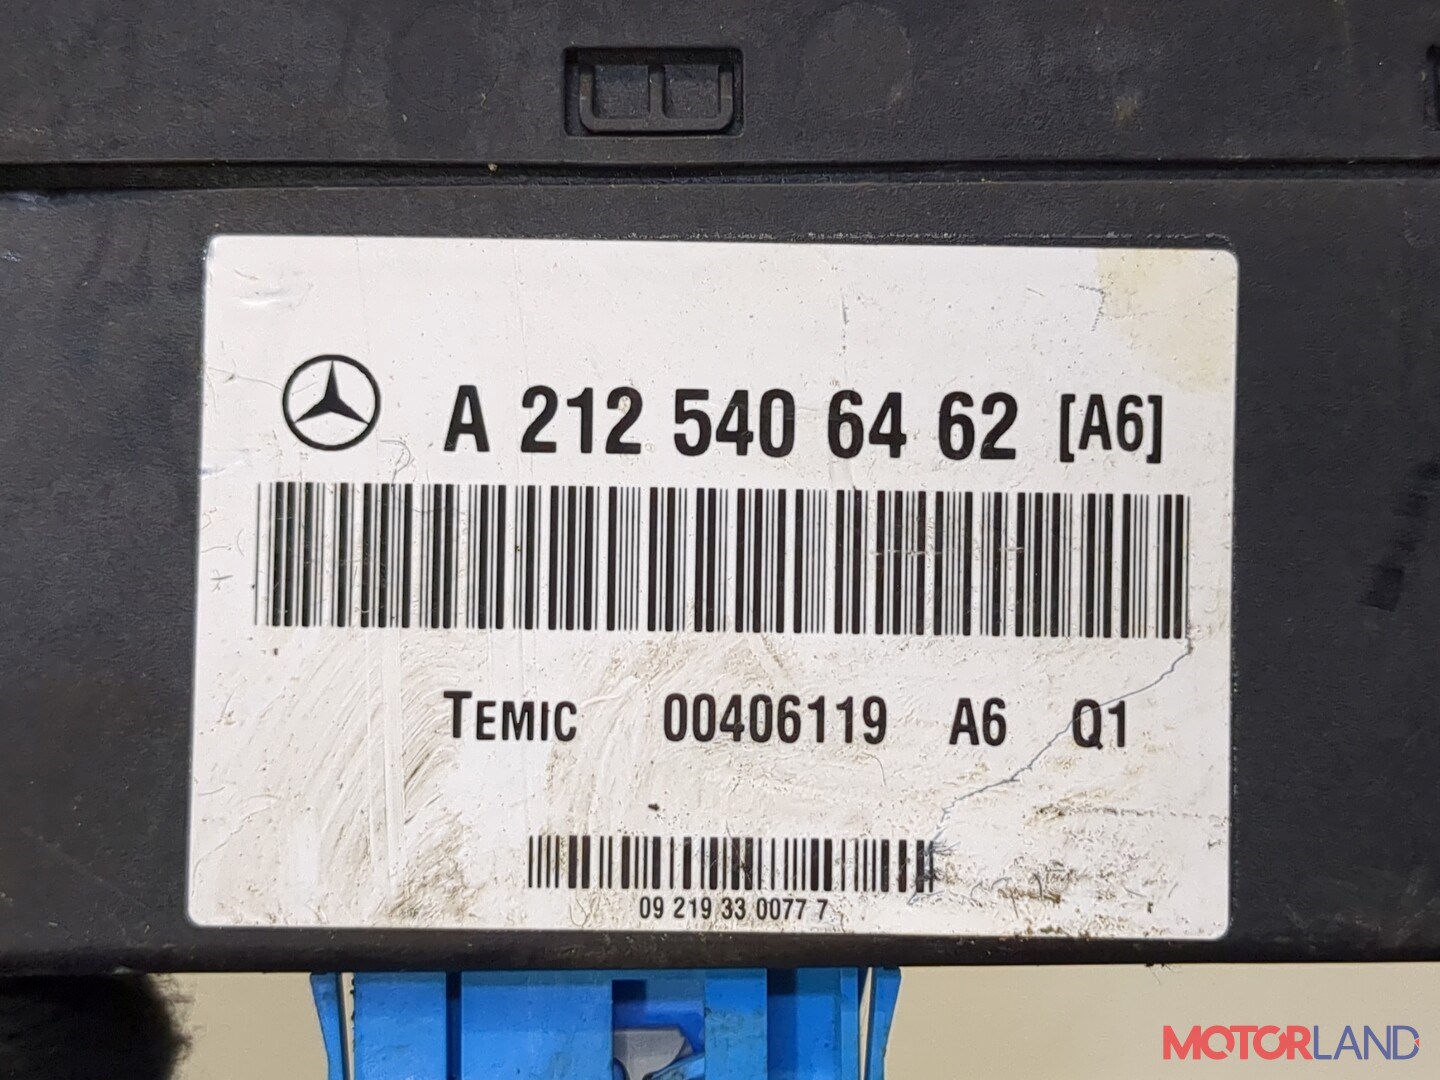 A 212 540 64 62 [A6]
TEMIC 00406119 A6 Q1
09 219 33 0077 7
MOTORLAND